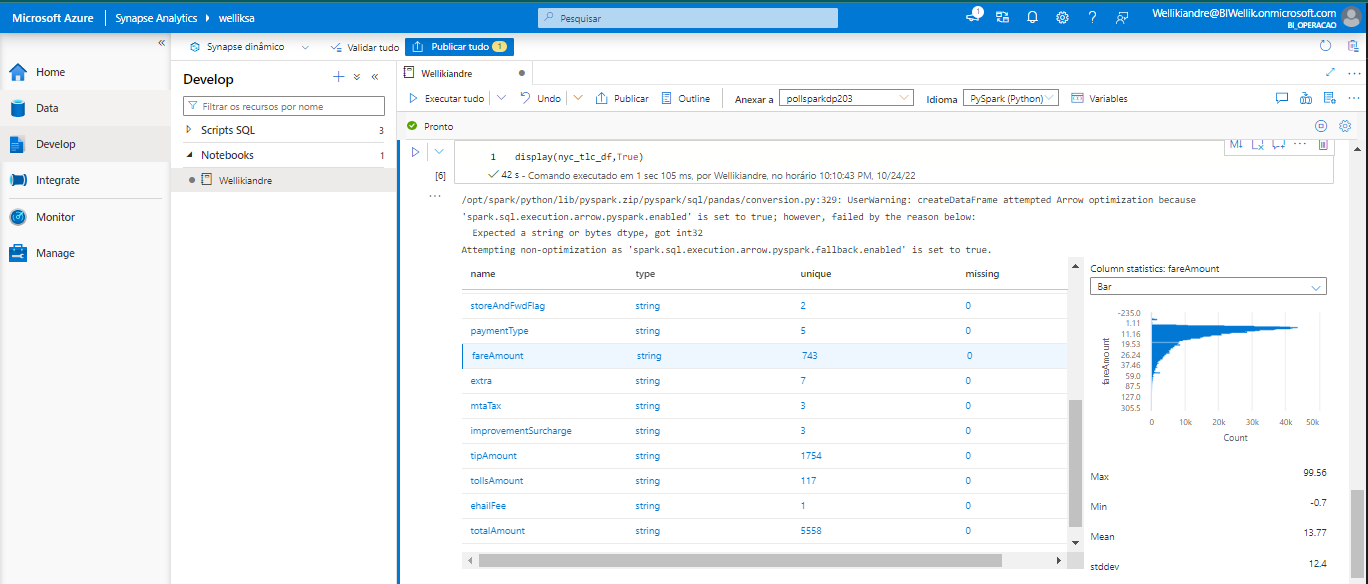 Microsoft Azure Synapse Analytics welliksa
Pesquisar
1
Wellikiandre@BIWellik.onmicrosoft.com
BI_OPERACAO
Home
Data
Develop
Integrate
Monitor
Manage
Synapse dinâmico Validar tudo Publicar tudo 1
Develop
Filtrar os recursos por nome
Scripts SQL 3
Notebooks 1
Wellikiandre
Wellikiandre
Executar tudo Undo Publicar Outline Anexar a pollsparkdp203 Idioma PySpark (Python) Variables
Pronto
1 display(nyc_tlc_df,True)
M↓
[6] 42 s - Comando executado em 1 sec 105 ms, por Wellikiandre, no horário 10:10:43 PM, 10/24/22
/opt/spark/python/lib/pyspark.zip/pyspark/sql/pandas/conversion.py:329: UserWarning: createDataFrame attempted Arrow optimization because
'spark.sql.execution.arrow.pyspark.enabled' is set to true; however, failed by the reason below:
Expected a string or bytes dtype, got int32
Attempting non-optimization as 'spark.sql.execution.arrow.pyspark.fallback.enabled' is set to true.
name type unique missing
storeAndFwdFlag string 2 0
paymentType string 5 0
fareAmount string 743 0
extra string 7 0
mtaTax string 3 0
improvementSurcharge string 3 0
tipAmount string 1754 0
tollsAmount string 117 0
ehailFee string 1 0
totalAmount string 5558 0
Column statistics: fareAmount
Bar
fareAmount
-235.0
1.11
11.16
19.53
26.24
37.46
59.0
87.5
127.0
305.5
0 10k 20k 30k 40k 50k
Count
Max 99.56
Min -0.7
Mean 13.77
stddev 12.4